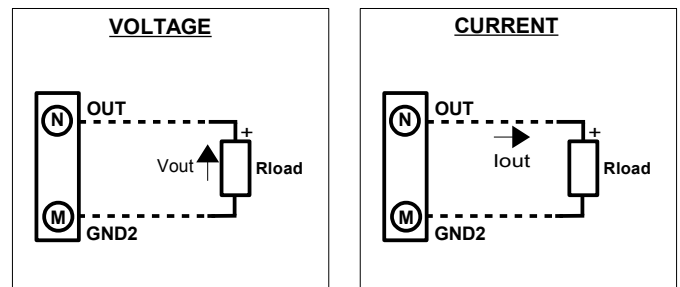 VOLTAGE
N OUT
+
Vout Rload
M
GND2
CURRENT
N OUT
+
Iout
Rload
M
GND2